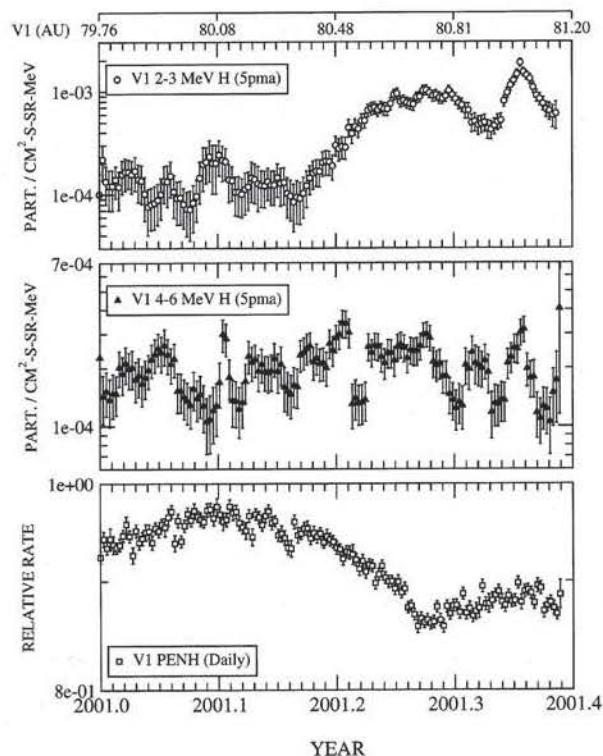 V1 (AU) 79.76 80.08 80.48 80.81 81.20
PART. / CM²-S-SR-MeV
1e-03
1e-04
V1 2-3 MeV H (5pma)
PART. / CM²-S-SR-MeV
7e-04
1e-04
V1 4-6 MeV H (5pma)
RELATIVE RATE
1e+00
8e-01
V1 PENH (Daily)
2001.0 2001.1 2001.2 2001.3 2001.4
YEAR